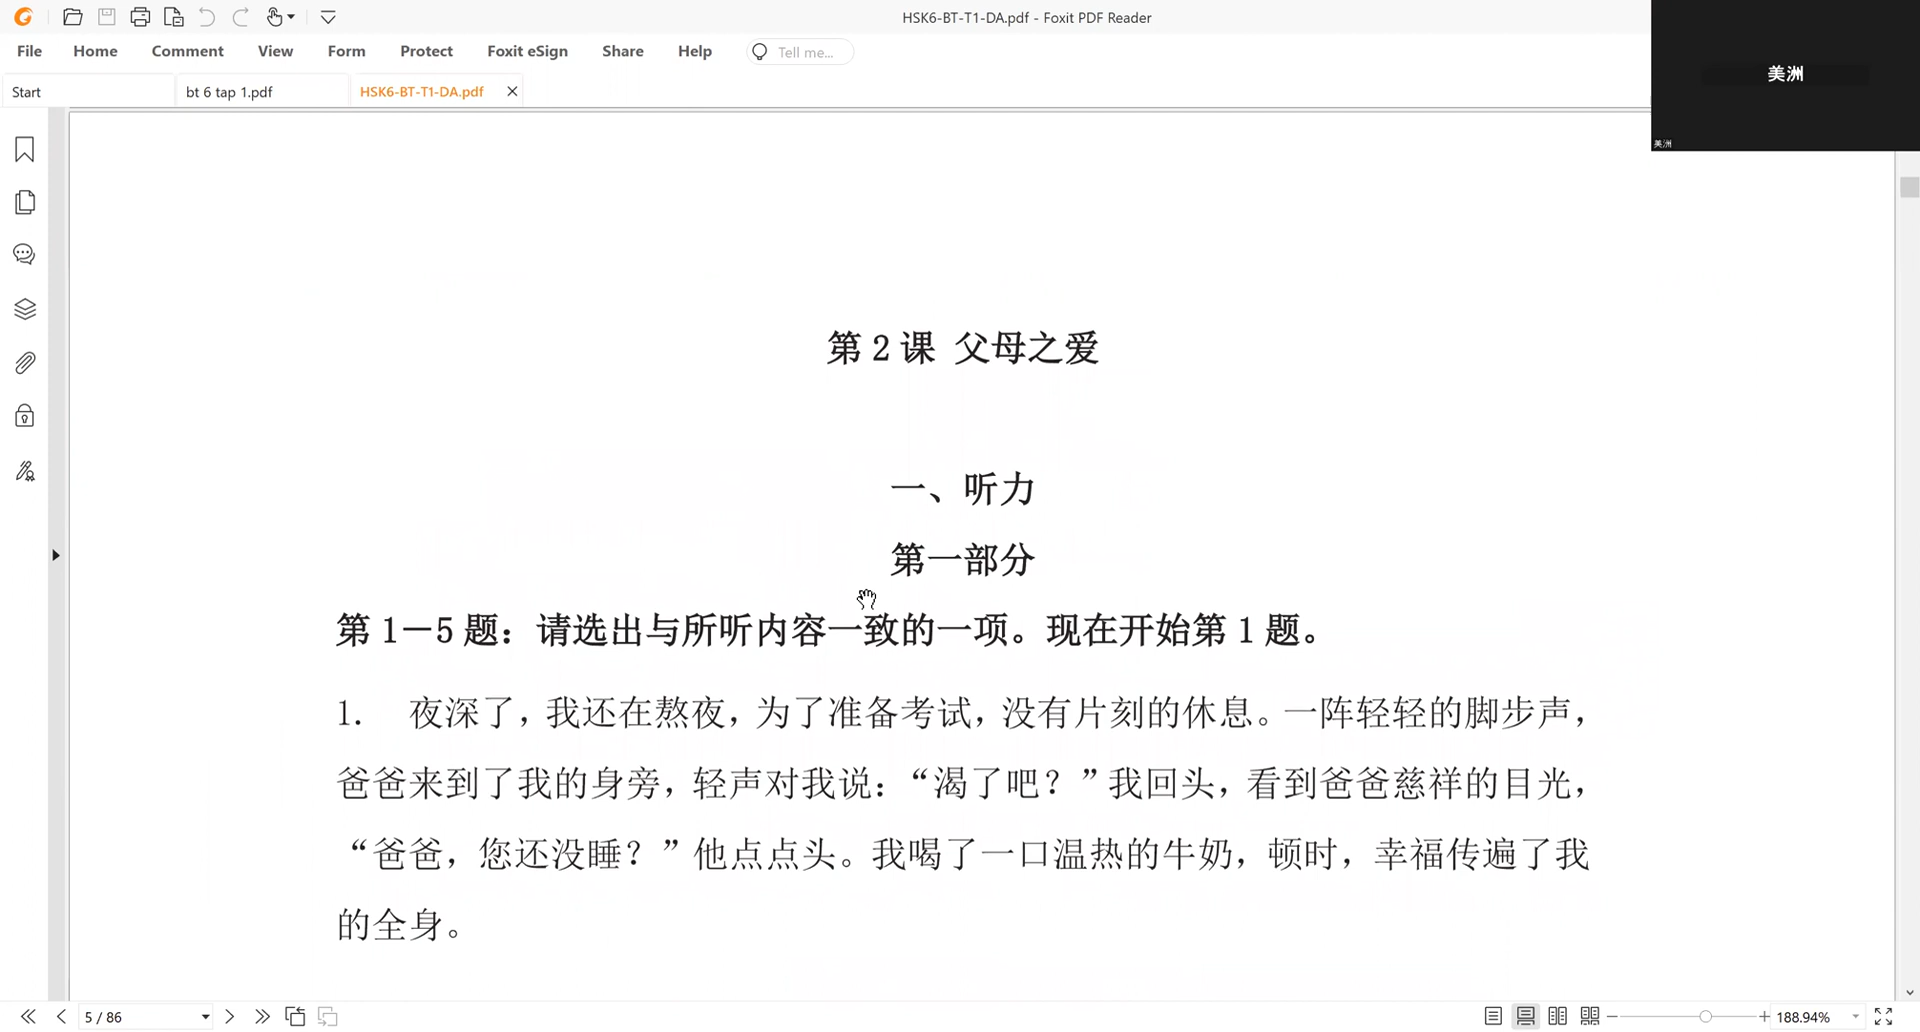 HSK6-BT-T1-DA.pdf - Foxit PDF Reader
File Home Comment View Form Protect Foxit eSign Share Help Tell me...
美洲
Start bt 6 tap 1.pdf HSK6-BT-T1-DA.pdf
美洲
第 2 课 父母之爱
一、听力
第一部分
第 1－5 题：请选出与所听内容一致的一项。现在开始第 1 题。
1. 夜深了，我还在熬夜，为了准备考试，没有片刻的休息。一阵轻轻的脚步声，
爸爸来到了我的身旁，轻声对我说：“渴了吧？”我回头，看到爸爸慈祥的目光，
“爸爸，您还没睡？”他点点头。我喝了一口温热的牛奶，顿时，幸福传遍了我
的全身。
5 / 86 188.94%